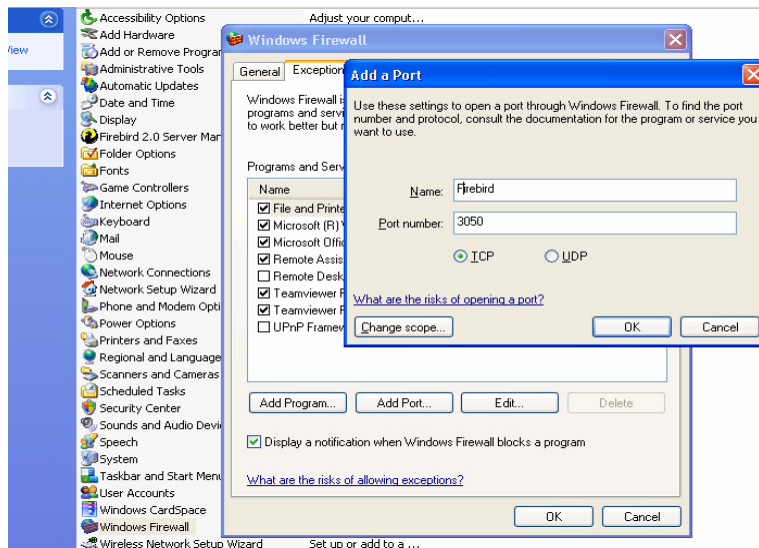 Accessibility Options
Adjust your comput...
Add Hardware
Add or Remove Progra
Administrative Tools
Automatic Updates
Date and Time
Display
Firebird 2.0 Server Mar
Folder Options
Fonts
Game Controllers
Internet Options
Keyboard
Mail
Mouse
Network Connections
Network Setup Wizard
Phone and Modem Opti
Power Options
Printers and Faxes
Regional and Language
Scanners and Cameras
Scheduled Tasks
Security Center
Sounds and Audio Devi
Speech
System
Taskbar and Start Menu
User Accounts
Windows CardSpace
Windows Firewall
Wireless Network Setup Wizard
Set up or add to a ...
View
Windows Firewall
General
Exception
Windows Firewall i
programs and servi
to work better but
Programs and Serv
Name
File and Printe
Microsoft (R)
Microsoft Offic
Remote Assis
Remote Desk
Teamviewer
Teamviewer
UPnP Framew
Add Program...
Add Port...
Edit...
Delete
Display a notification when Windows Firewall blocks a program
What are the risks of allowing exceptions?
OK
Cancel
Add a Port
Use these settings to open a port through Windows Firewall. To find the port
number and protocol, consult the documentation for the program or service you
want to use.
Name:
Firebird
Port number:
3050
TCP
UDP
What are the risks of opening a port?
Change scope...
OK
Cancel